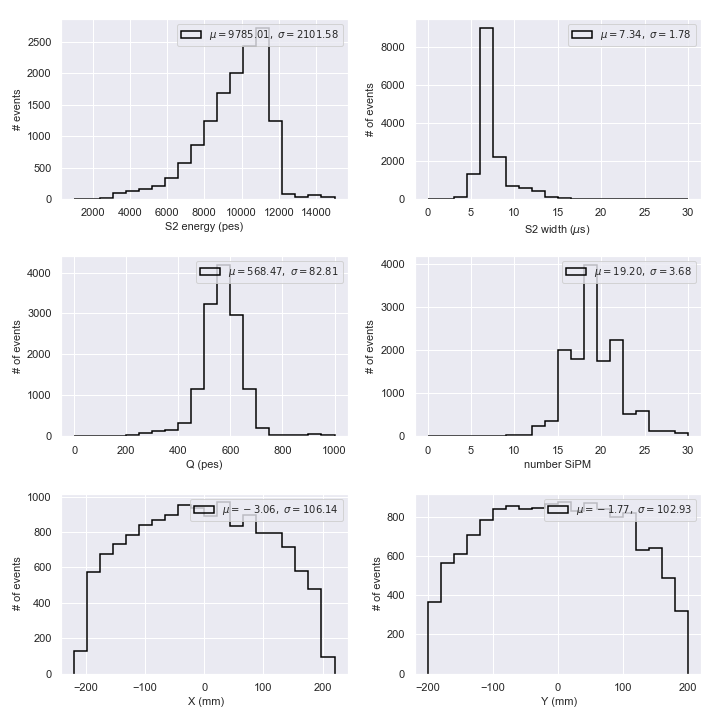 μ = 9785.01, σ = 2101.58
# events
2500
2000
1500
1000
500
0
2000 4000 6000 8000 10000 12000 14000
S2 energy (pes)
μ = 7.34, σ = 1.78
# of events
8000
6000
4000
2000
0
0 5 10 15 20 25 30
S2 width (μs)
μ = 568.47, σ = 82.81
# of events
4000
3000
2000
1000
0
0 200 400 600 800 1000
Q (pes)
μ = 19.20, σ = 3.68
# of events
4000
3000
2000
1000
0
0 5 10 15 20 25 30
number SiPM
μ = −3.06, σ = 106.14
# of events
1000
800
600
400
200
0
−200 −100 0 100 200
X (mm)
μ = −1.77, σ = 102.93
# of events
800
600
400
200
0
−200 −100 0 100 200
Y (mm)